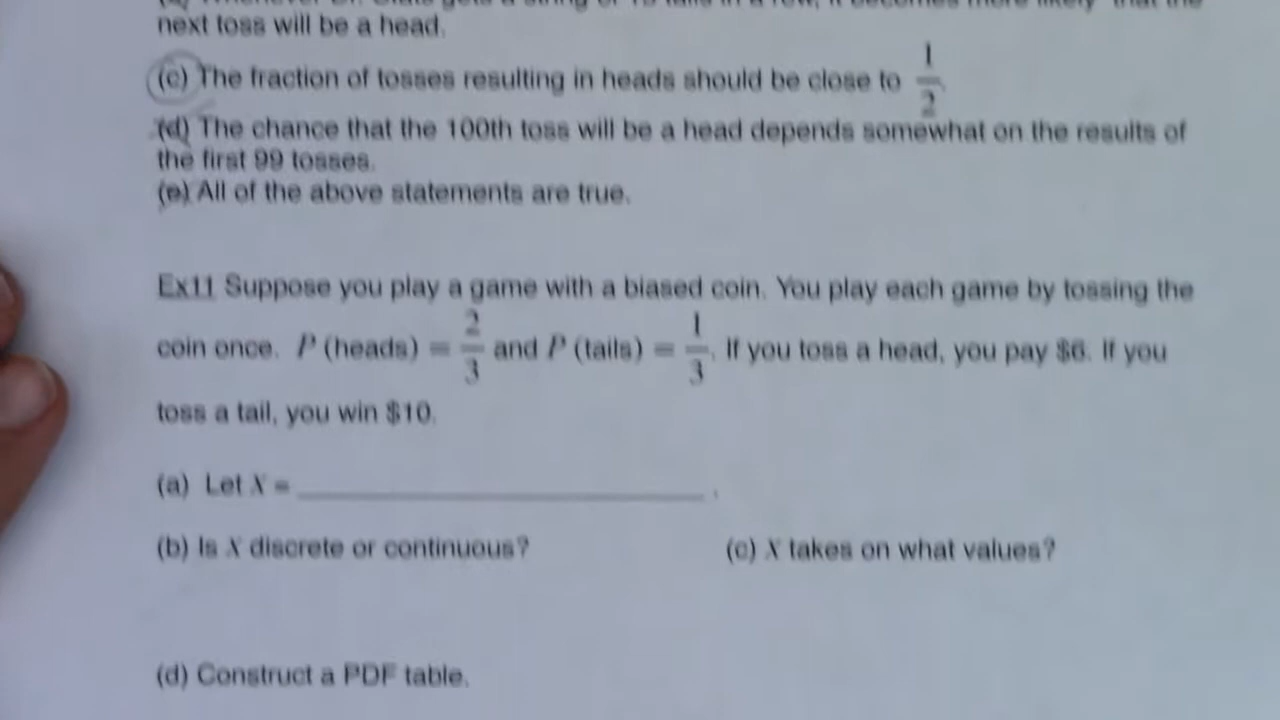 next toss will be a head.
(c) The fraction of tosses resulting in heads should be close to 1/2
(d) The chance that the 100th toss will be a head depends somewhat on the results of
the first 99 tosses.
(e) All of the above statements are true.
Ex11 Suppose you play a game with a biased coin. You play each game by tossing the
coin once. P (heads) = 2/3 and P (tails) = 1/3. If you toss a head, you pay $6. If you
toss a tail, you win $10.
(a) Let X = ____________________.
(b) Is X discrete or continuous? (c) X takes on what values?
(d) Construct a PDF table.